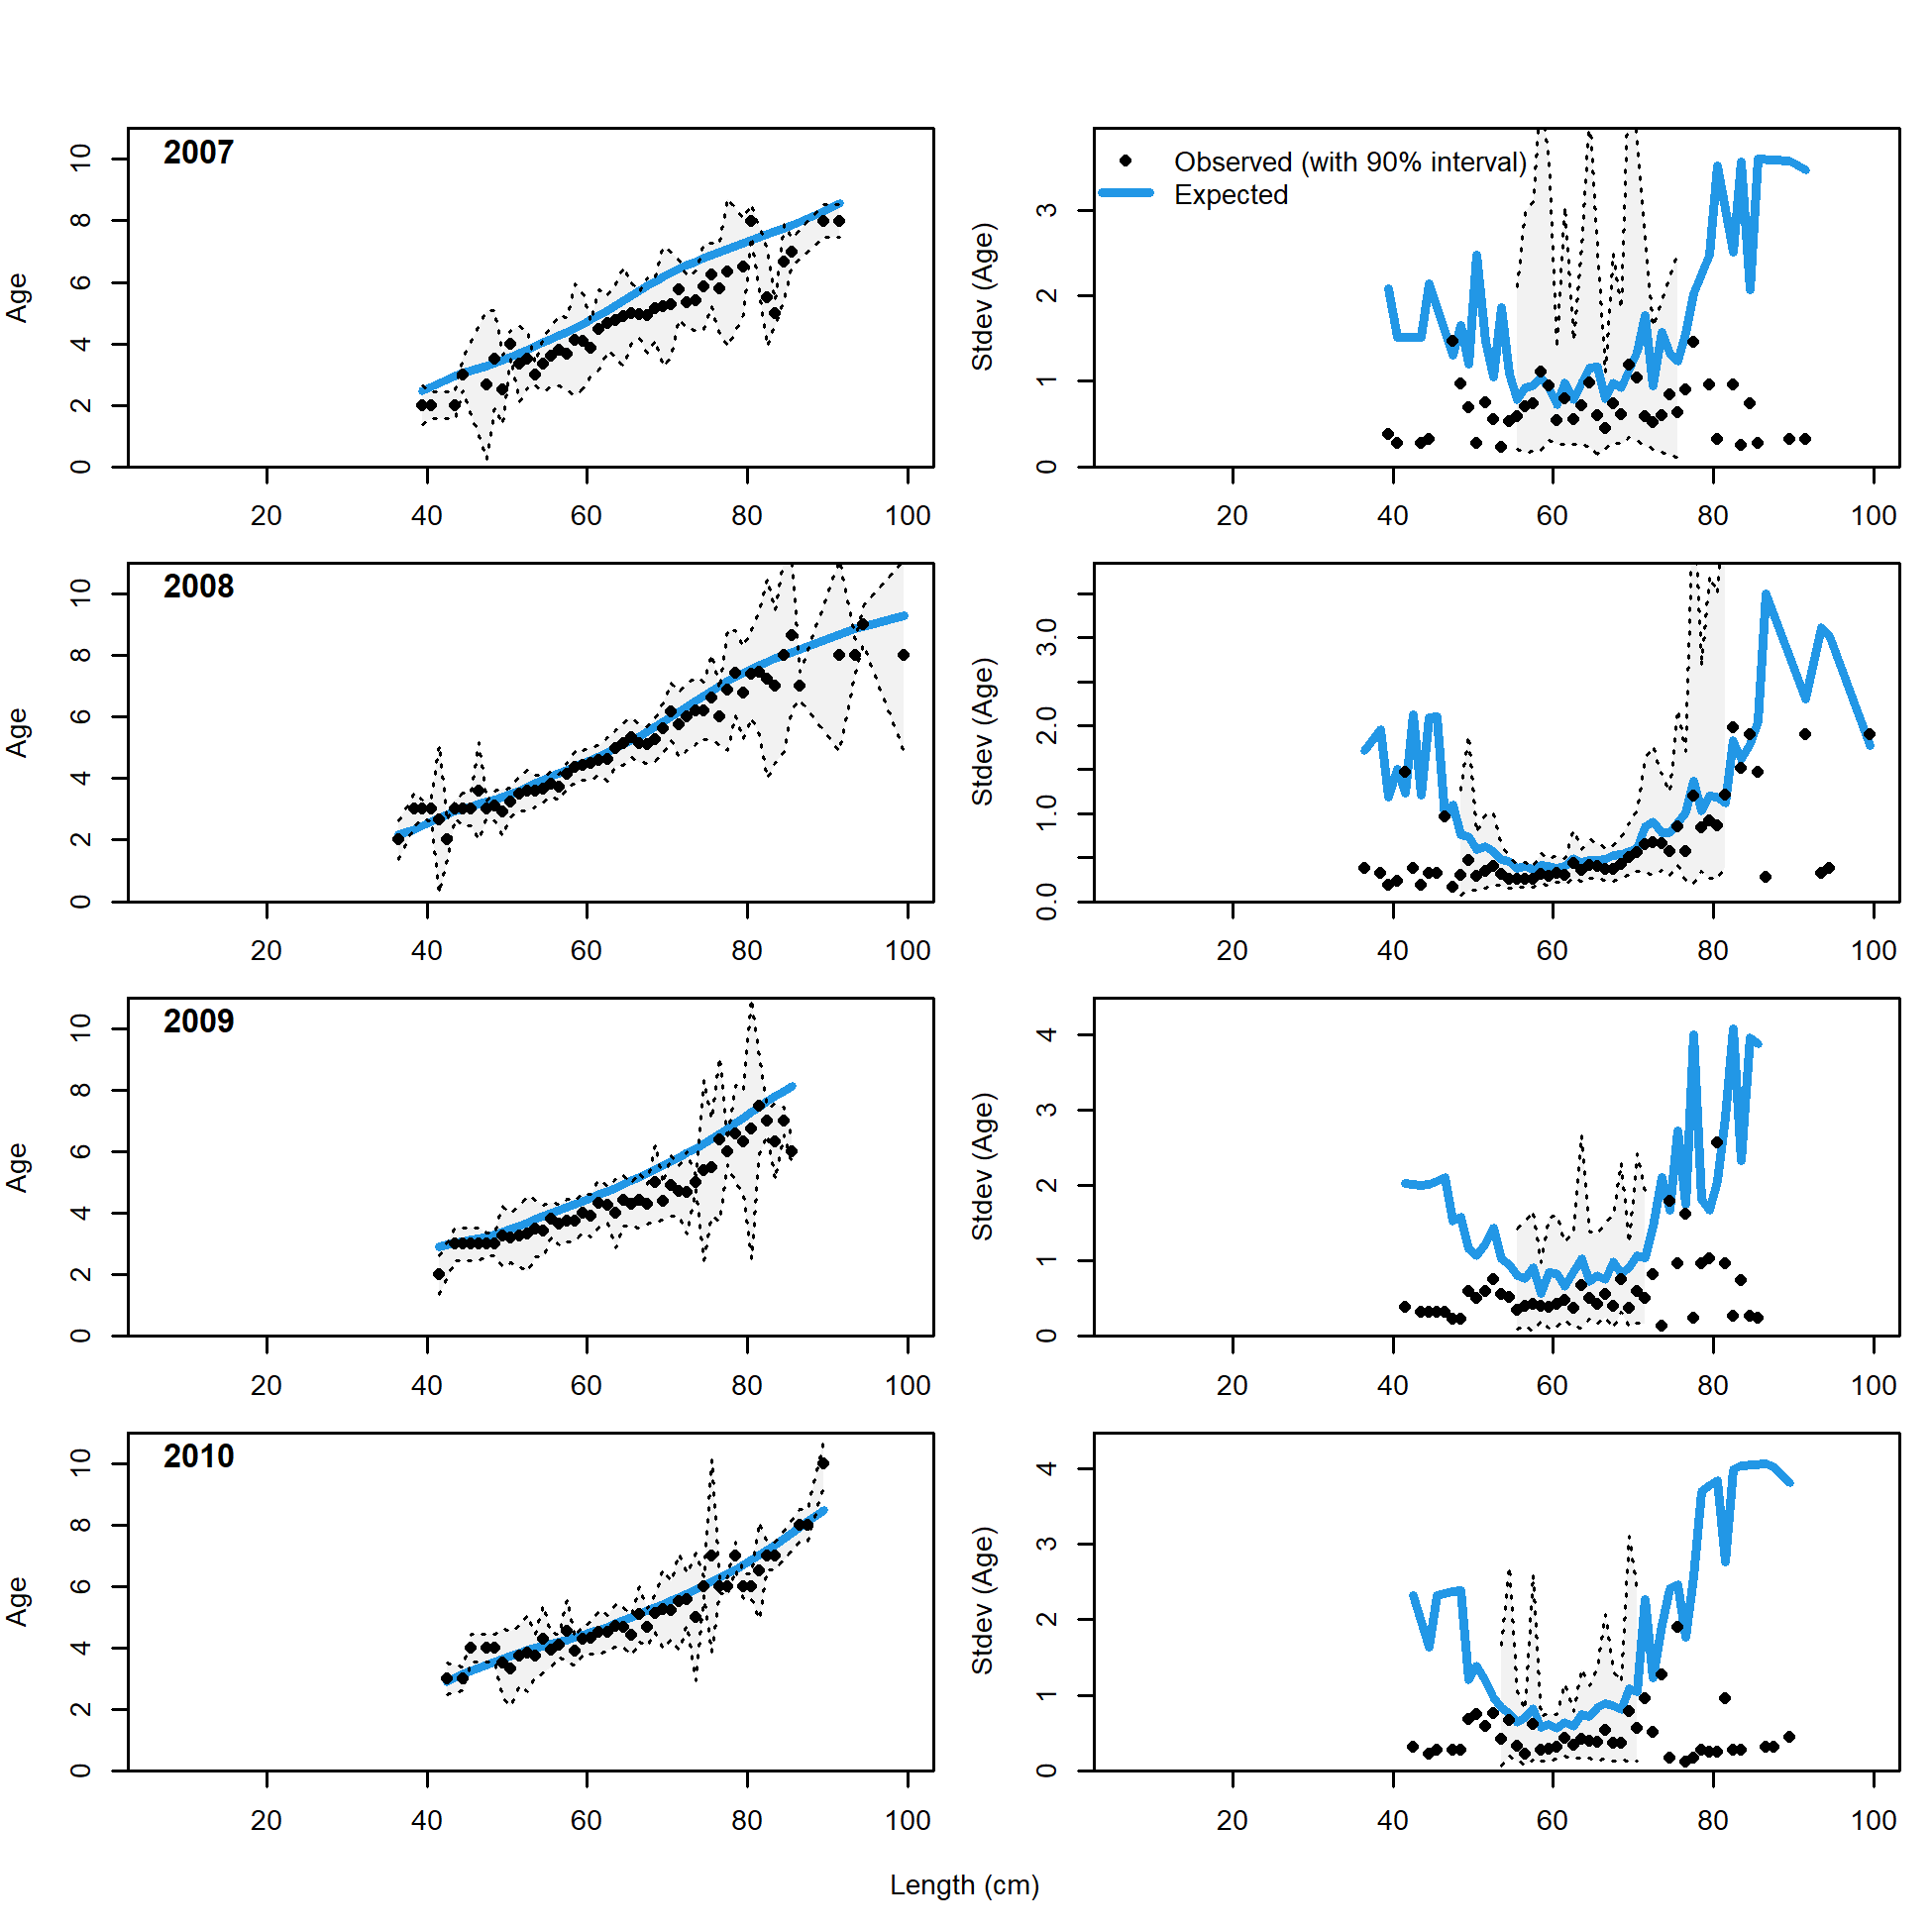 2007
Age
0 2 4 6 8 10
20 40 60 80 100
Observed (with 90% interval)
Expected
Stdev (Age)
0 1 2 3
20 40 60 80 100
2008
Age
0 2 4 6 8 10
20 40 60 80 100
Stdev (Age)
0.0 1.0 2.0 3.0
20 40 60 80 100
2009
Age
0 2 4 6 8 10
20 40 60 80 100
Stdev (Age)
0 1 2 3 4
20 40 60 80 100
2010
Age
0 2 4 6 8 10
20 40 60 80 100
Stdev (Age)
0 1 2 3 4
20 40 60 80 100
Length (cm)